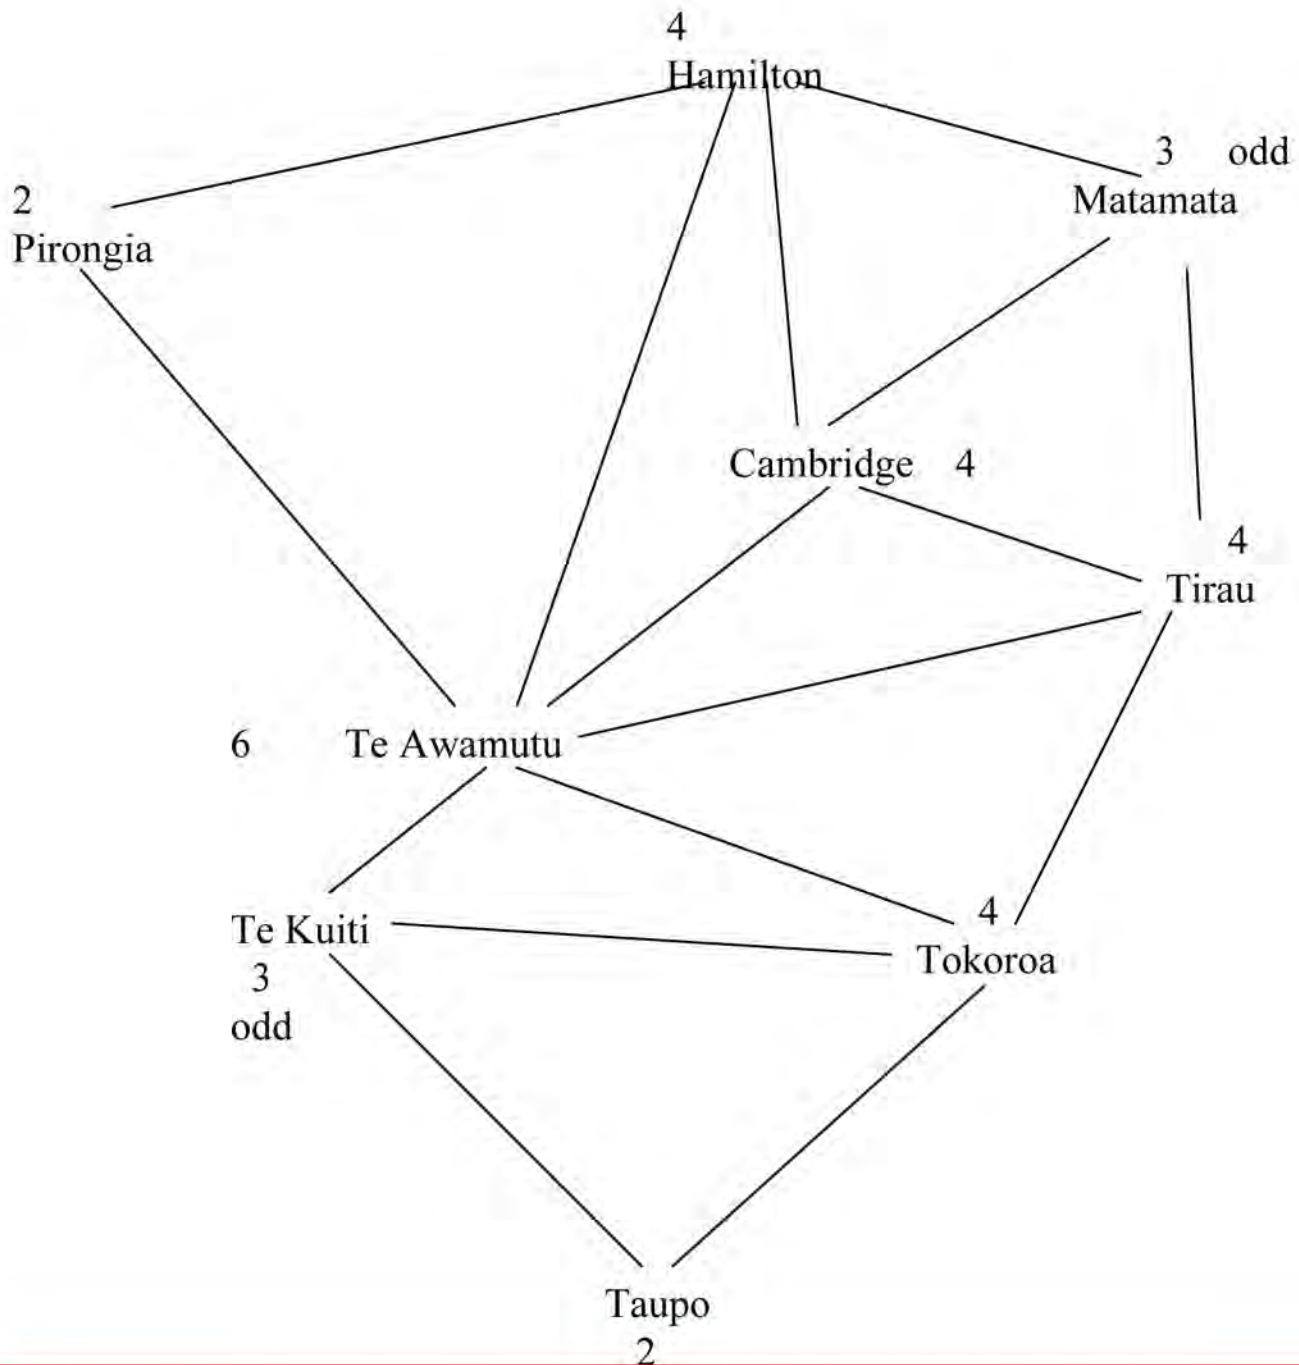 4
Hamilton
3 odd
Matamata
2
Pirongia
Cambridge 4
4
Tirau
6 Te Awamutu
4
Te Kuiti
Tokoroa
3
odd
Taupo
2